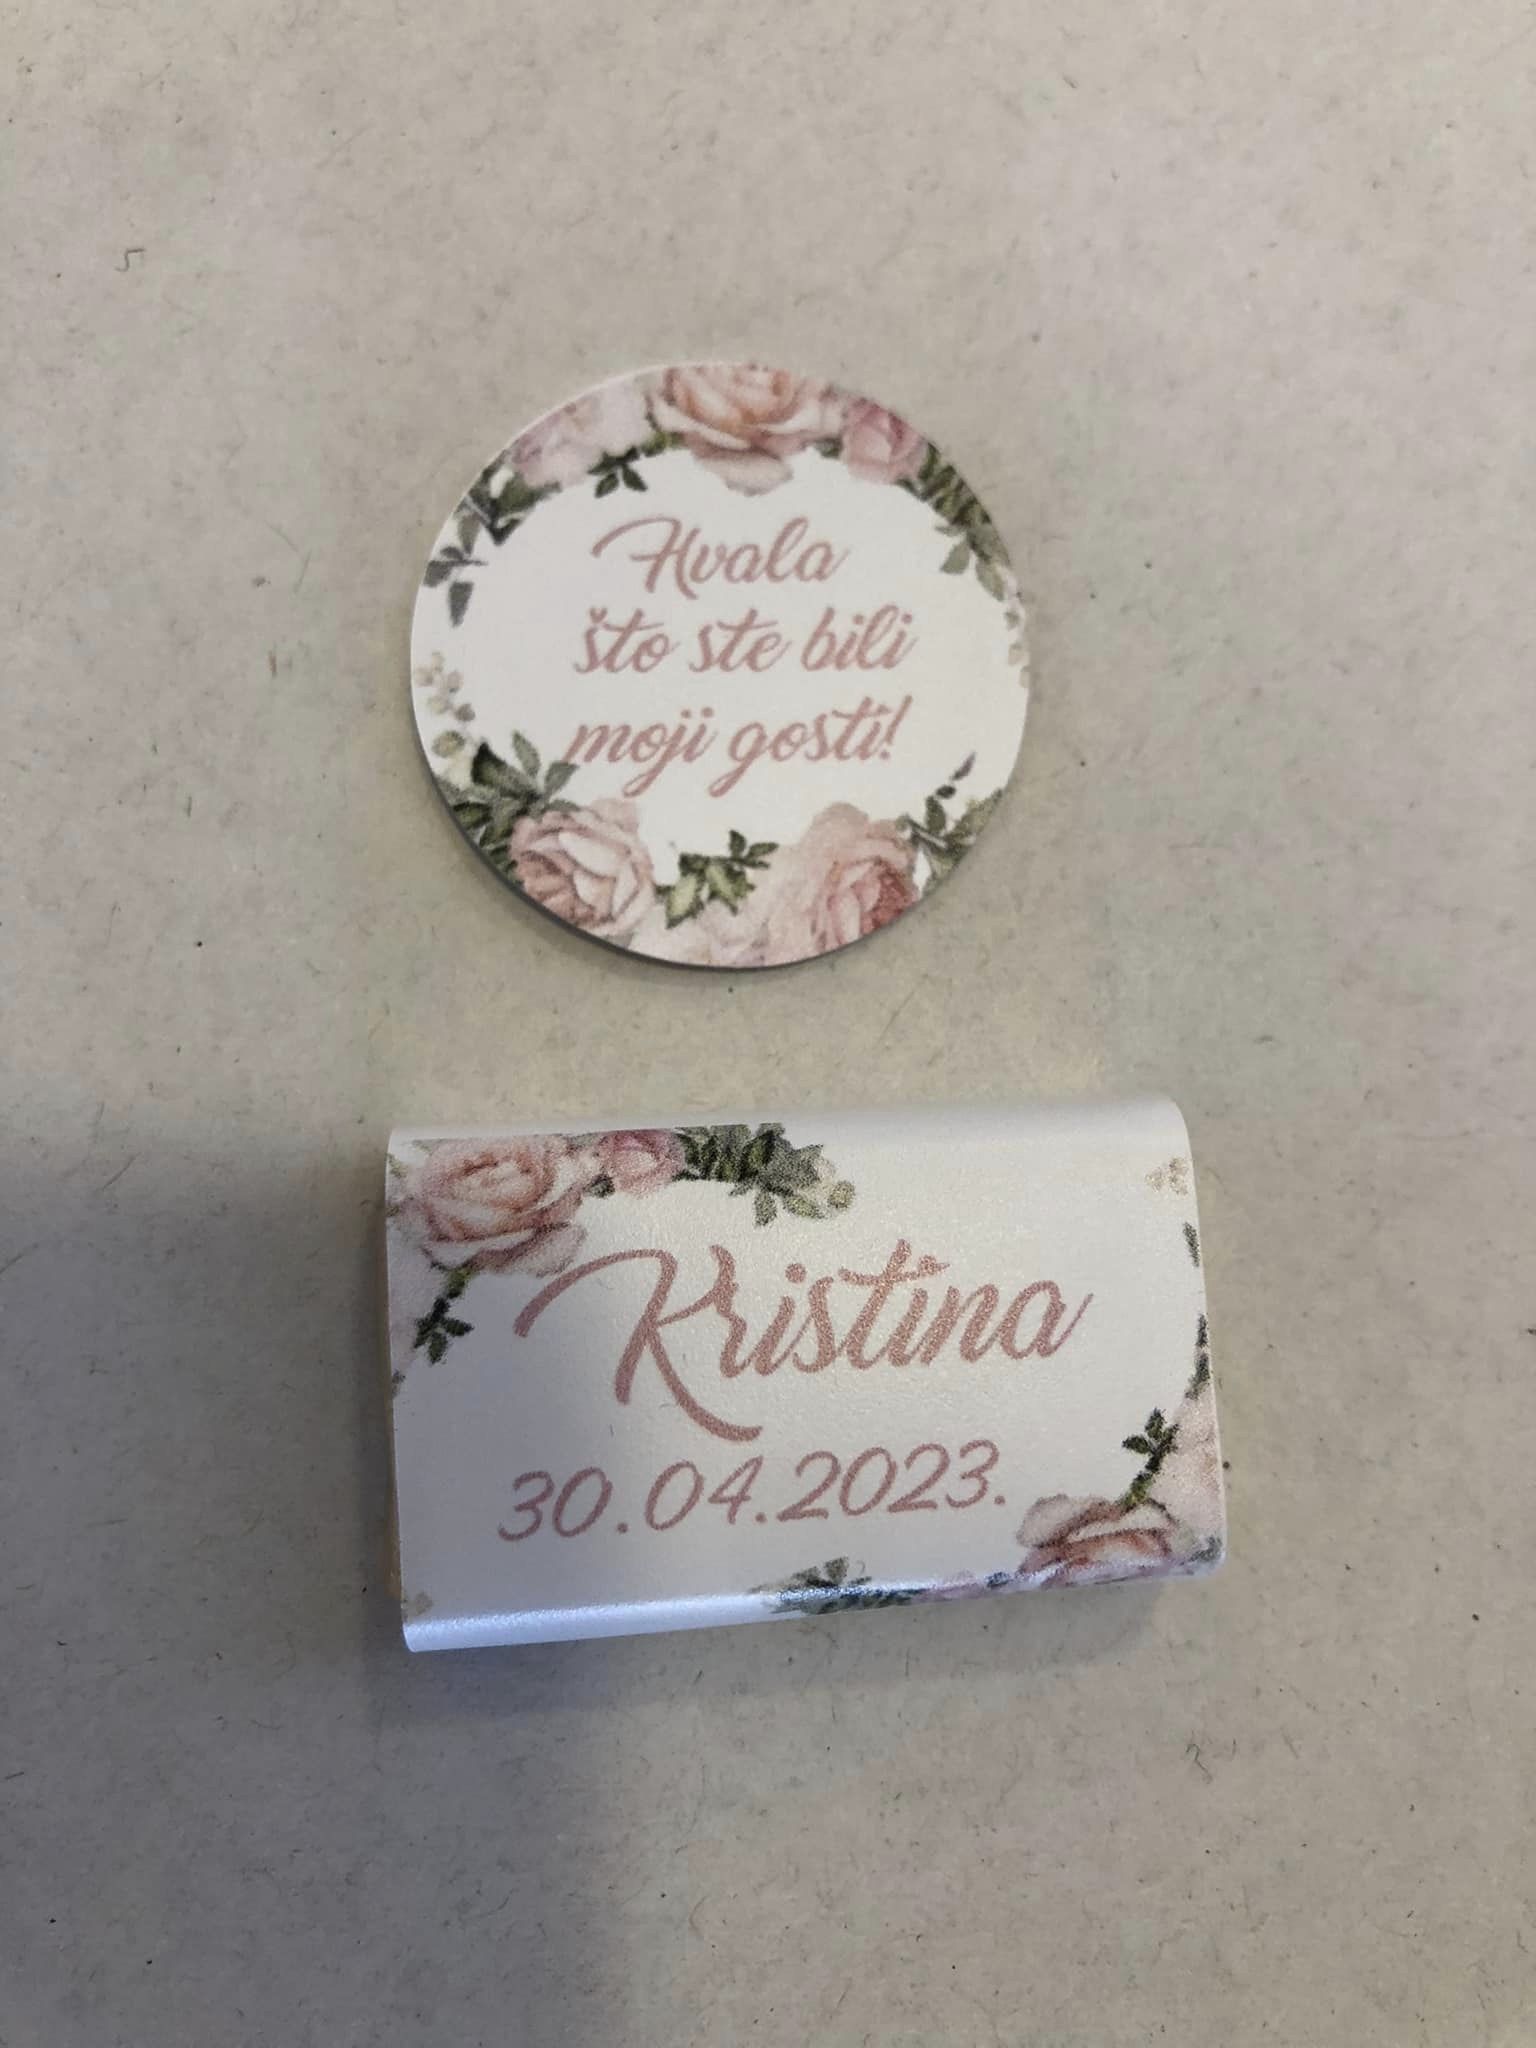 Hvala
što ste bili
moji gosti!
Kristina
30.04.2023.